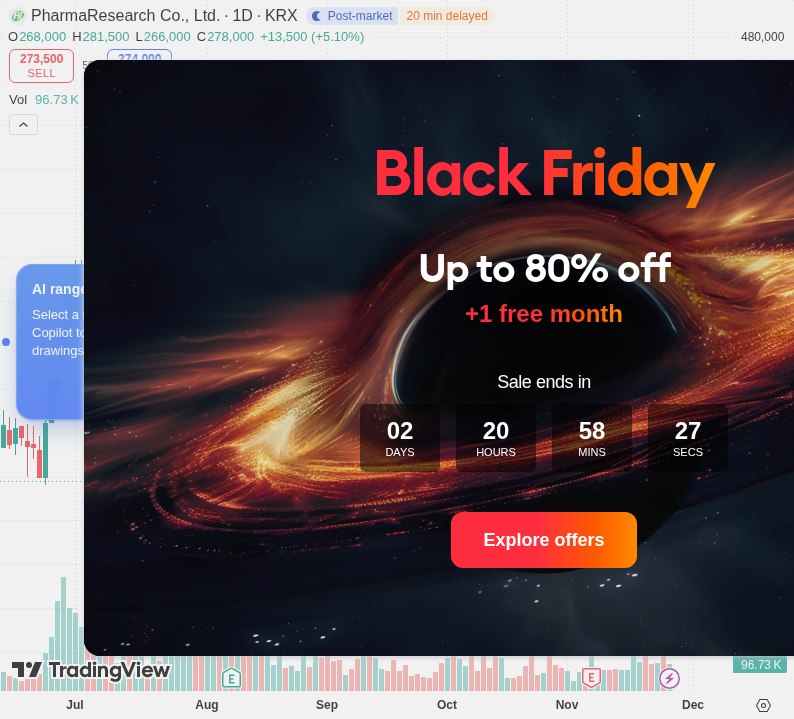 PharmaResearch Co., Ltd. · 1D · KRX Post-market 20 min delayed
O268,000 H281,500 L266,000 C278,000 +13,500 (+5.10%)
480,000
273,500
SELL
274,000
Vol 96.73 K
Black Friday
Up to 80% off
+1 free month
AI range
Select a
Copilot to
drawings
Sale ends in
02 20 58 27
DAYS HOURS MINS SECS
Explore offers
TradingView
E
E
96.73 K
Jul Aug Sep Oct Nov Dec